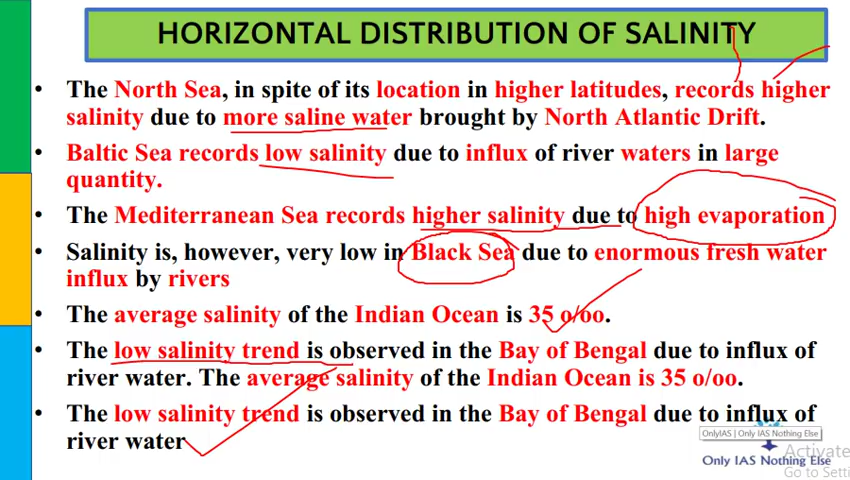 HORIZONTAL DISTRIBUTION OF SALINITY
• The North Sea, in spite of its location in higher latitudes, records higher
salinity due to more saline water brought by North Atlantic Drift.
• Baltic Sea records low salinity due to influx of river waters in large
quantity.
• The Mediterranean Sea records higher salinity due to high evaporation
• Salinity is, however, very low in Black Sea due to enormous fresh water
influx by rivers
• The average salinity of the Indian Ocean is 35 o/oo.
• The low salinity trend is observed in the Bay of Bengal due to influx of
river water. The average salinity of the Indian Ocean is 35 o/oo.
• The low salinity trend is observed in the Bay of Bengal due to influx of
river water
OnlyIAS | Only IAS Nothing Else
Only IAS Nothing Else
Activate
Go to Setti